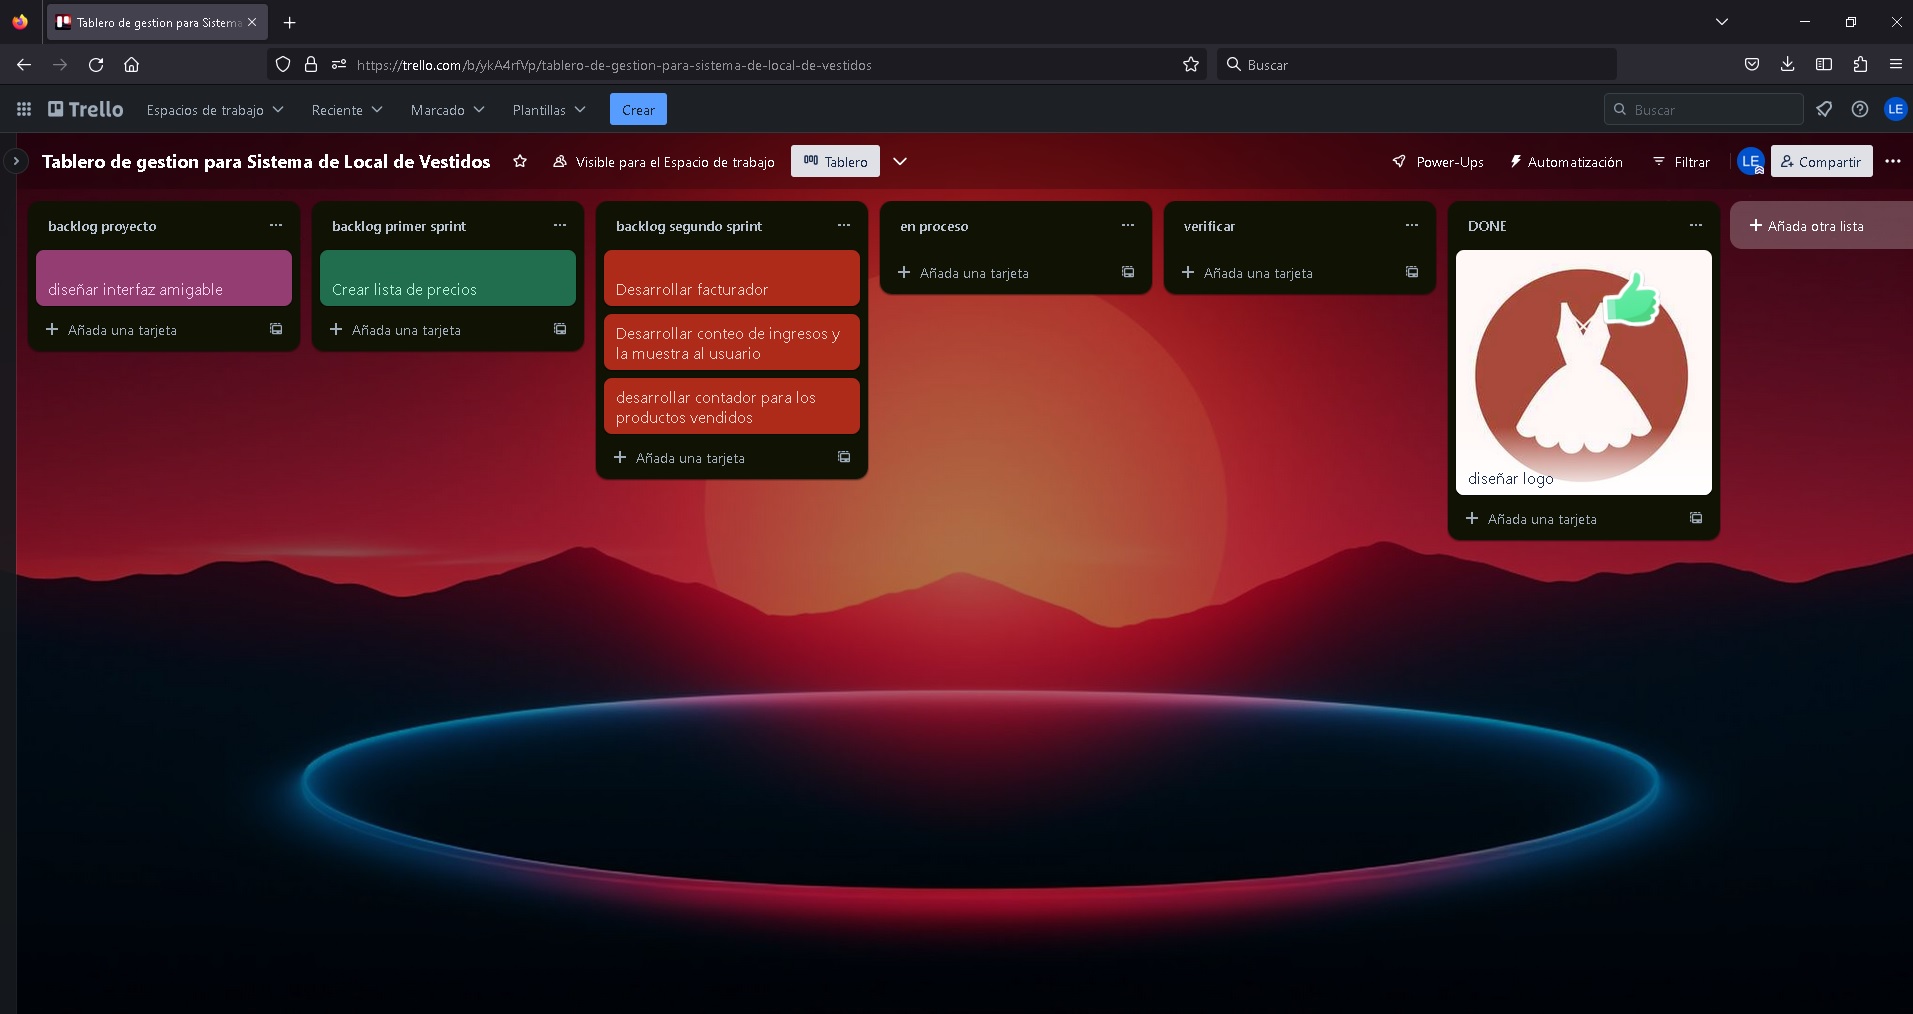 Tablero de gestion para Sistema
https://trello.com/b/ykA4rfVp/tablero-de-gestion-para-sistema-de-local-de-vestidos
Buscar
Trello
Espacios de trabajo
Reciente
Marcado
Plantillas
Crear
Buscar
LE
Tablero de gestion para Sistema de Local de Vestidos
Visible para el Espacio de trabajo
Tablero
Power-Ups
Automatización
Filtrar
LE
Compartir
backlog proyecto
diseñar interfaz amigable
Añada una tarjeta
backlog primer sprint
Crear lista de precios
Añada una tarjeta
backlog segundo sprint
Desarrollar facturador
Desarrollar conteo de ingresos y
la muestra al usuario
desarrollar contador para los
productos vendidos
Añada una tarjeta
en proceso
Añada una tarjeta
verificar
Añada una tarjeta
DONE
diseñar logo
Añada una tarjeta
Añada otra lista